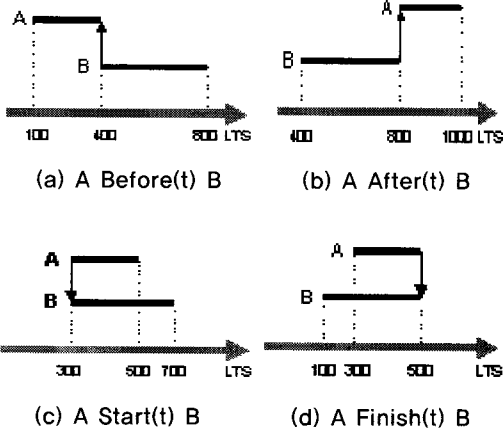 A
B
100 400 800 LTS
(a) A Before(t) B
A
B
400 800 1000 LTS
(b) A After(t) B
A
B
300 500 700 LTS
(c) A Start(t) B
A
B
100 300 500 LTS
(d) A Finish(t) B